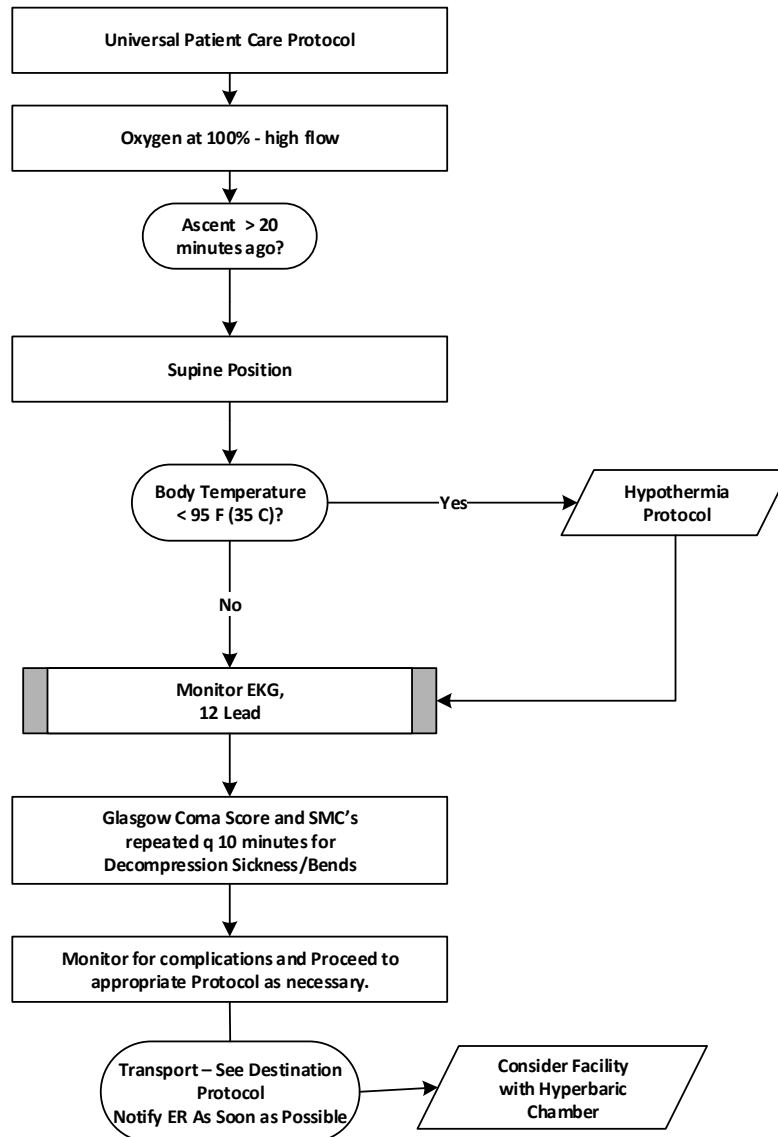 Universal Patient Care Protocol
Oxygen at 100% - high flow
Ascent > 20
minutes ago?
Supine Position
Body Temperature
< 95 F (35 C)?
Yes
Hypothermia
Protocol
No
Monitor EKG,
12 Lead
Glasgow Coma Score and SMC’s
repeated q 10 minutes for
Decompression Sickness/Bends
Monitor for complications and Proceed to
appropriate Protocol as necessary.
Transport – See Destination
Protocol
Notify ER As Soon as Possible
Consider Facility
with Hyperbaric
Chamber